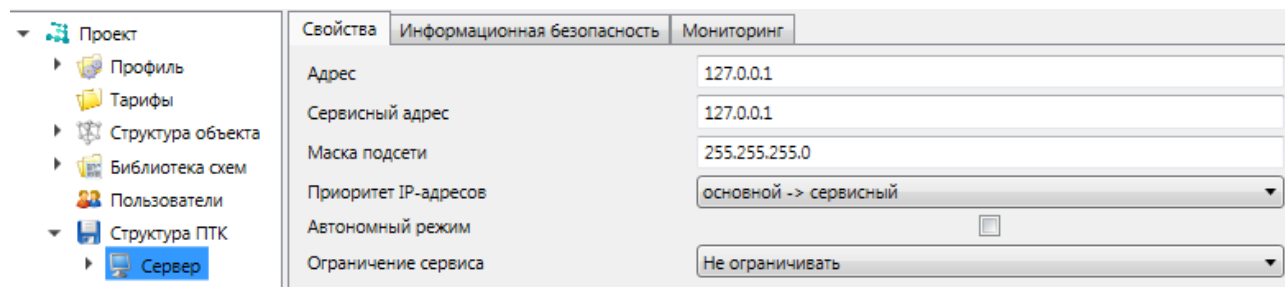 Проект
Профиль
Тарифы
Структура объекта
Библиотека схем
Пользователи
Структура ПТК
Сервер
Свойства Информационная безопасность Мониторинг
Адрес 127.0.0.1
Сервисный адрес 127.0.0.1
Маска подсети 255.255.255.0
Приоритет IP-адресов основной -> сервисный
Автономный режим
Ограничение сервиса Не ограничивать